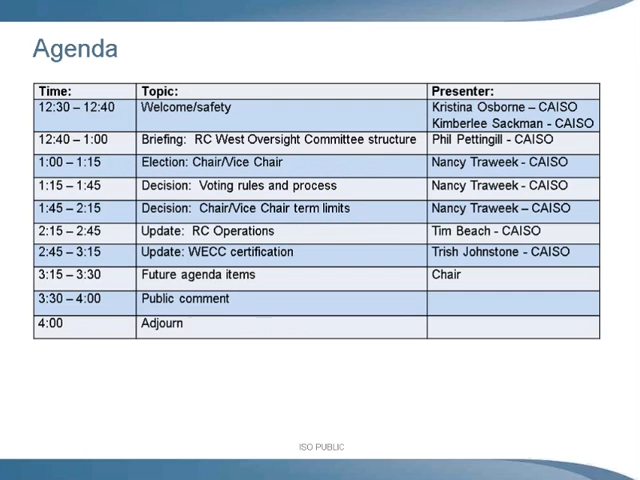 Agenda
Time: Topic: Presenter:
12:30 – 12:40 Welcome/safety Kristina Osborne – CAISO
Kimberlee Sackman - CAISO
12:40 – 1:00 Briefing: RC West Oversight Committee structure Phil Pettingill - CAISO
1:00 – 1:15 Election: Chair/Vice Chair Nancy Traweek - CAISO
1:15 – 1:45 Decision: Voting rules and process Nancy Traweek - CAISO
1:45 – 2:15 Decision: Chair/Vice Chair term limits Nancy Traweek – CAISO
2:15 – 2:45 Update: RC Operations Tim Beach - CAISO
2:45 – 3:15 Update: WECC certification Trish Johnstone - CAISO
3:15 – 3:30 Future agenda items Chair
3:30 – 4:00 Public comment
4:00 Adjourn
ISO PUBLIC